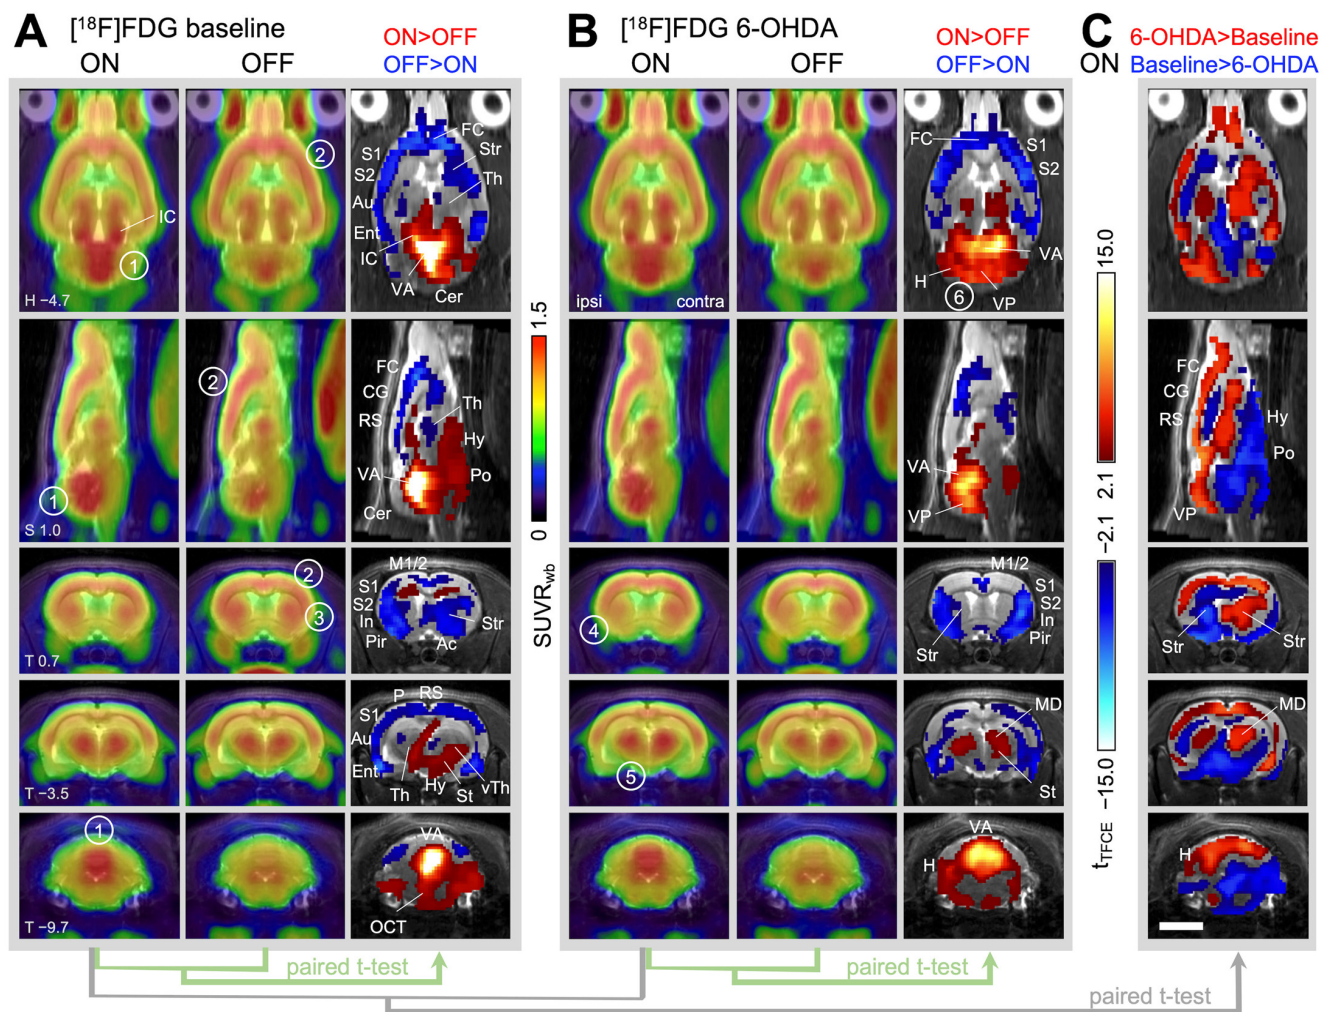 A [18F]FDG baseline
ON OFF ON>OFF
OFF>ON
B [18F]FDG 6-OHDA
ON OFF ON>OFF
OFF>ON
C 6-OHDA>Baseline
ON Baseline>6-OHDA
IC
1
H −4.7
2
FC
S1
Str
S2
Th
Au
Ent
IC
VA
Cer
ipsi contra
FC
S1
S2
VA
H
6
VP
1
S 1.0
2
FC
CG
Th
RS
Hy
VA
Po
Cer
VA
VP
FC
CG
RS
Hy
Po
VP
T 0.7
2
3
M1/2
S1
S2
In
Str
Pir
Ac
4
M1/2
S1
S2
In
Str
Pir
Str
Str
T −3.5
P RS
S1
Au
Ent
vTh
Th
Hy
St
5
MD
St
MD
1
T −9.7
VA
OCT
VA
H
H
0 1.5
SUVRwb
15.0
2.1
−2.1
−15.0
tTFCE
paired t-test
paired t-test
paired t-test